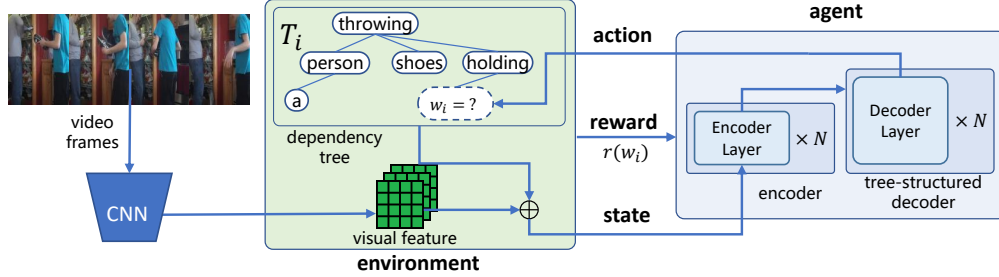 video
frames
CNN
T_i
throwing
person
shoes
holding
a
w_i = ?
dependency
tree
visual feature
environment
action
reward
r(w_i)
state
agent
Encoder
Layer
× N
encoder
Decoder
Layer
× N
tree-structured
decoder